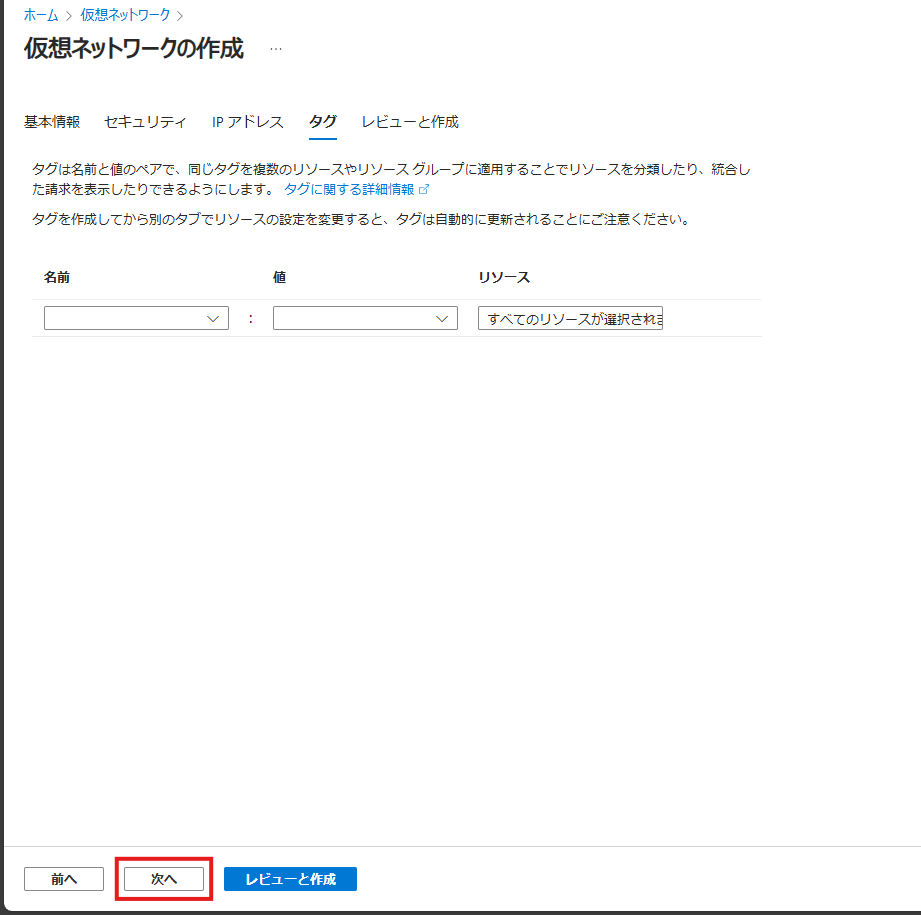 ホーム > 仮想ネットワーク >
仮想ネットワークの作成 …
基本情報 セキュリティ IP アドレス タグ レビューと作成
タグは名前と値のペアで、同じタグを複数のリソースやリソース グループに適用することでリソースを分類したり、統合し
た請求を表示したりできるようにします。 タグに関する詳細情報
タグを作成してから別のタブでリソースの設定を変更すると、タグは自動的に更新されることにご注意ください。
名前 値 リソース
: すべてのリソースが選択されま
前へ 次へ レビューと作成